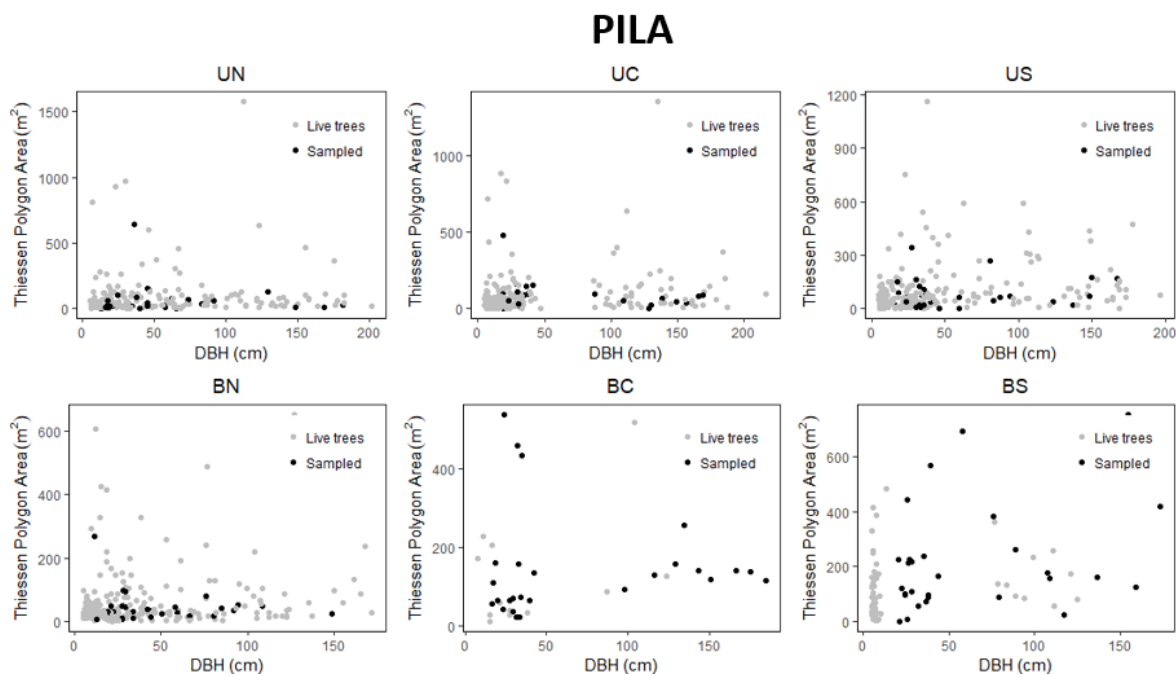 PILA
UN
Thiessen Polygon Area (m²)
1500
1000
500
0
Live trees
Sampled
0 50 100 150 200
DBH (cm)
UC
Thiessen Polygon Area (m²)
1000
500
0
Live trees
Sampled
0 50 100 150 200
DBH (cm)
US
Thiessen Polygon Area (m²)
1200
900
600
300
0
Live trees
Sampled
0 50 100 150 200
DBH (cm)
BN
Thiessen Polygon Area (m²)
600
400
200
0
Live trees
Sampled
0 50 100 150
DBH (cm)
BC
Thiessen Polygon Area (m²)
400
200
0
Live trees
Sampled
0 50 100 150
DBH (cm)
BS
Thiessen Polygon Area (m²)
600
400
200
0
Live trees
Sampled
0 50 100 150
DBH (cm)